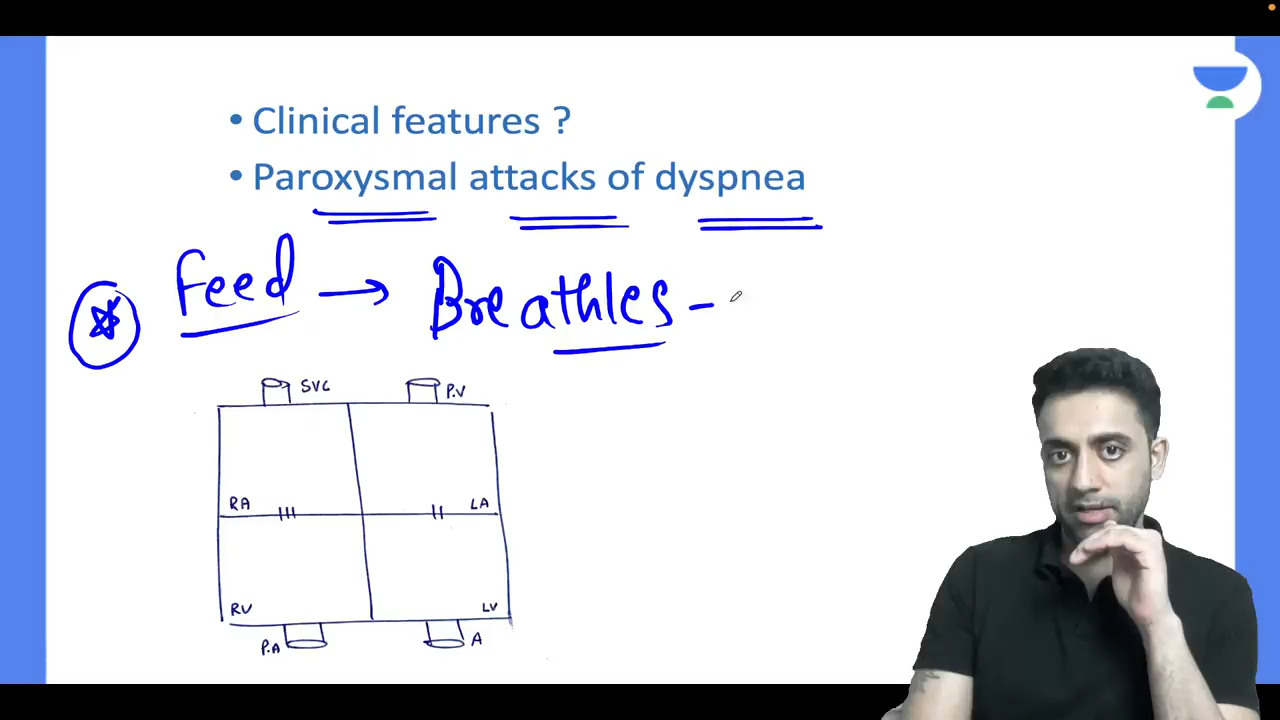 • Clinical features ?
• Paroxysmal attacks of dyspnea
Feed → Breathles -
SVC P.V
RA LA
RV LV
P.A A